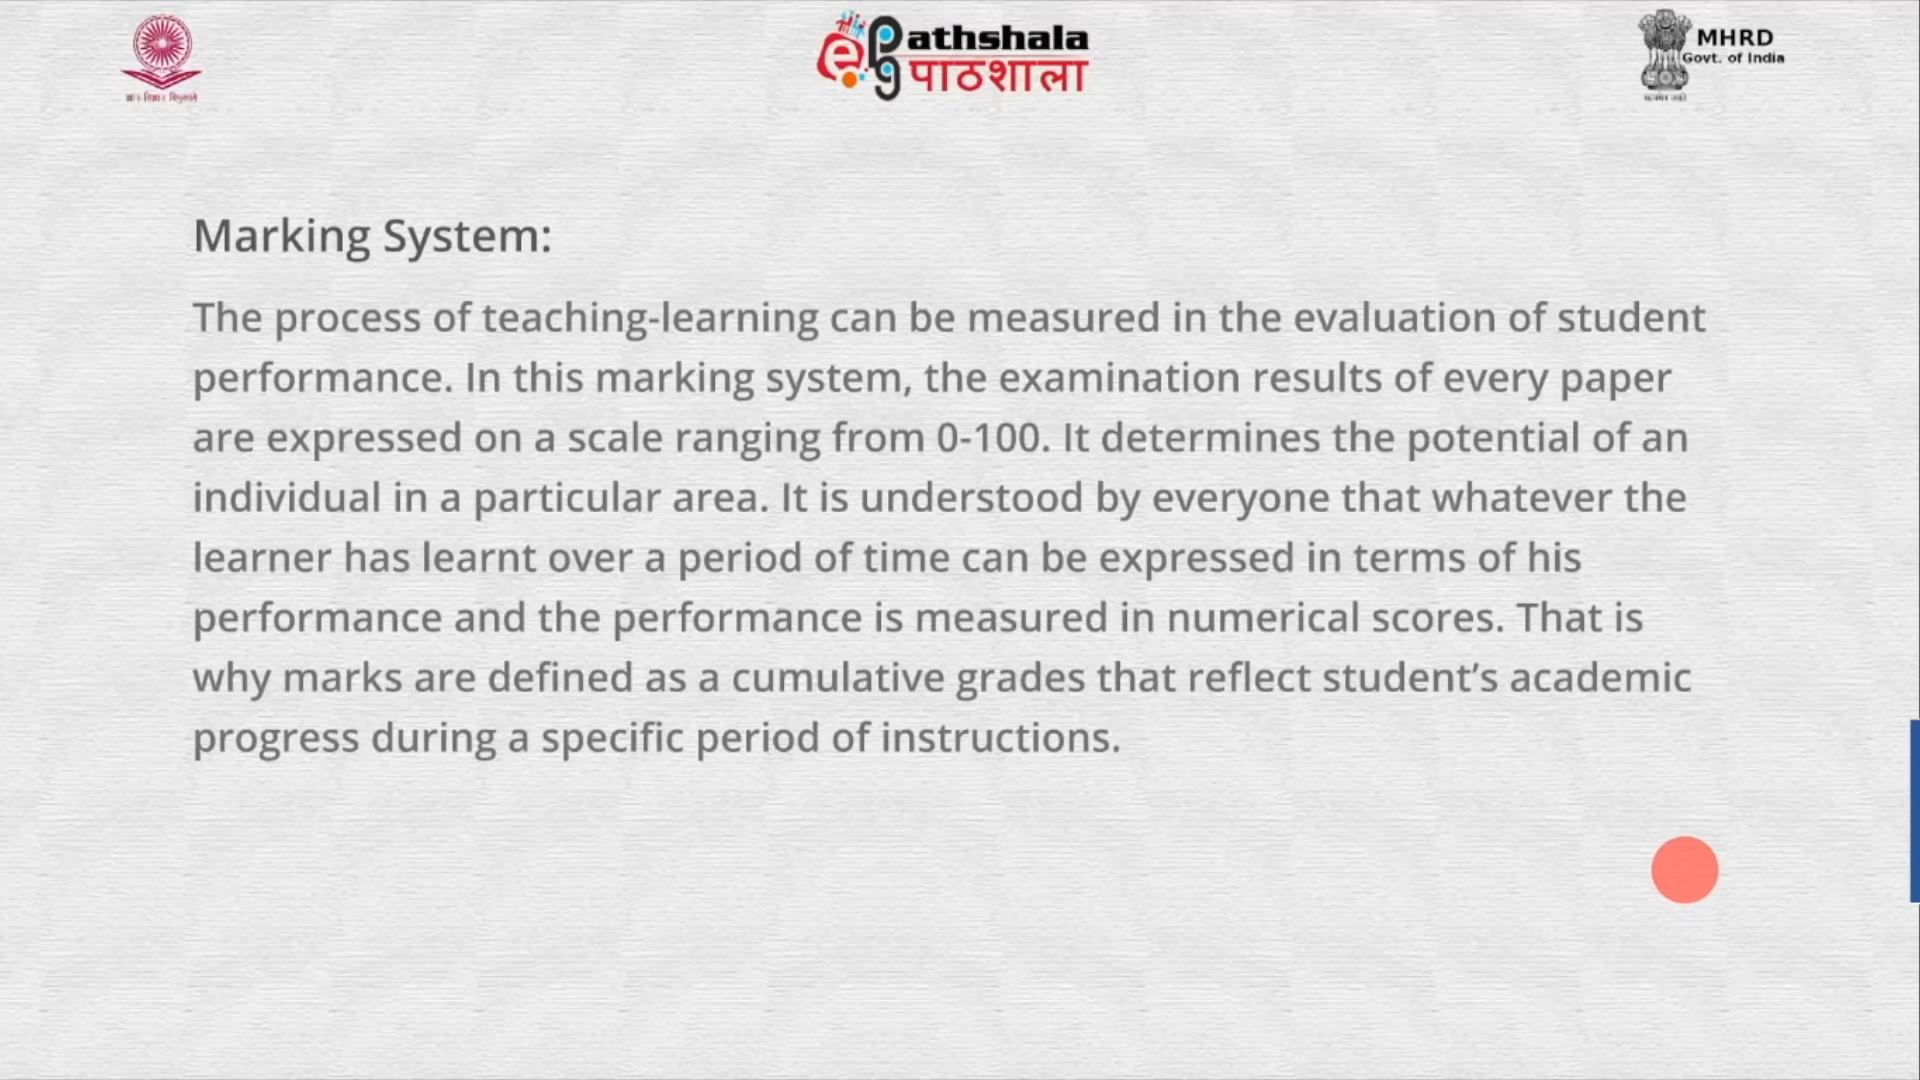 athshala
पाठशाला
MHRD
Govt. of India
Marking System:
The process of teaching-learning can be measured in the evaluation of student
performance. In this marking system, the examination results of every paper
are expressed on a scale ranging from 0-100. It determines the potential of an
individual in a particular area. It is understood by everyone that whatever the
learner has learnt over a period of time can be expressed in terms of his
performance and the performance is measured in numerical scores. That is
why marks are defined as a cumulative grades that reflect student’s academic
progress during a specific period of instructions.